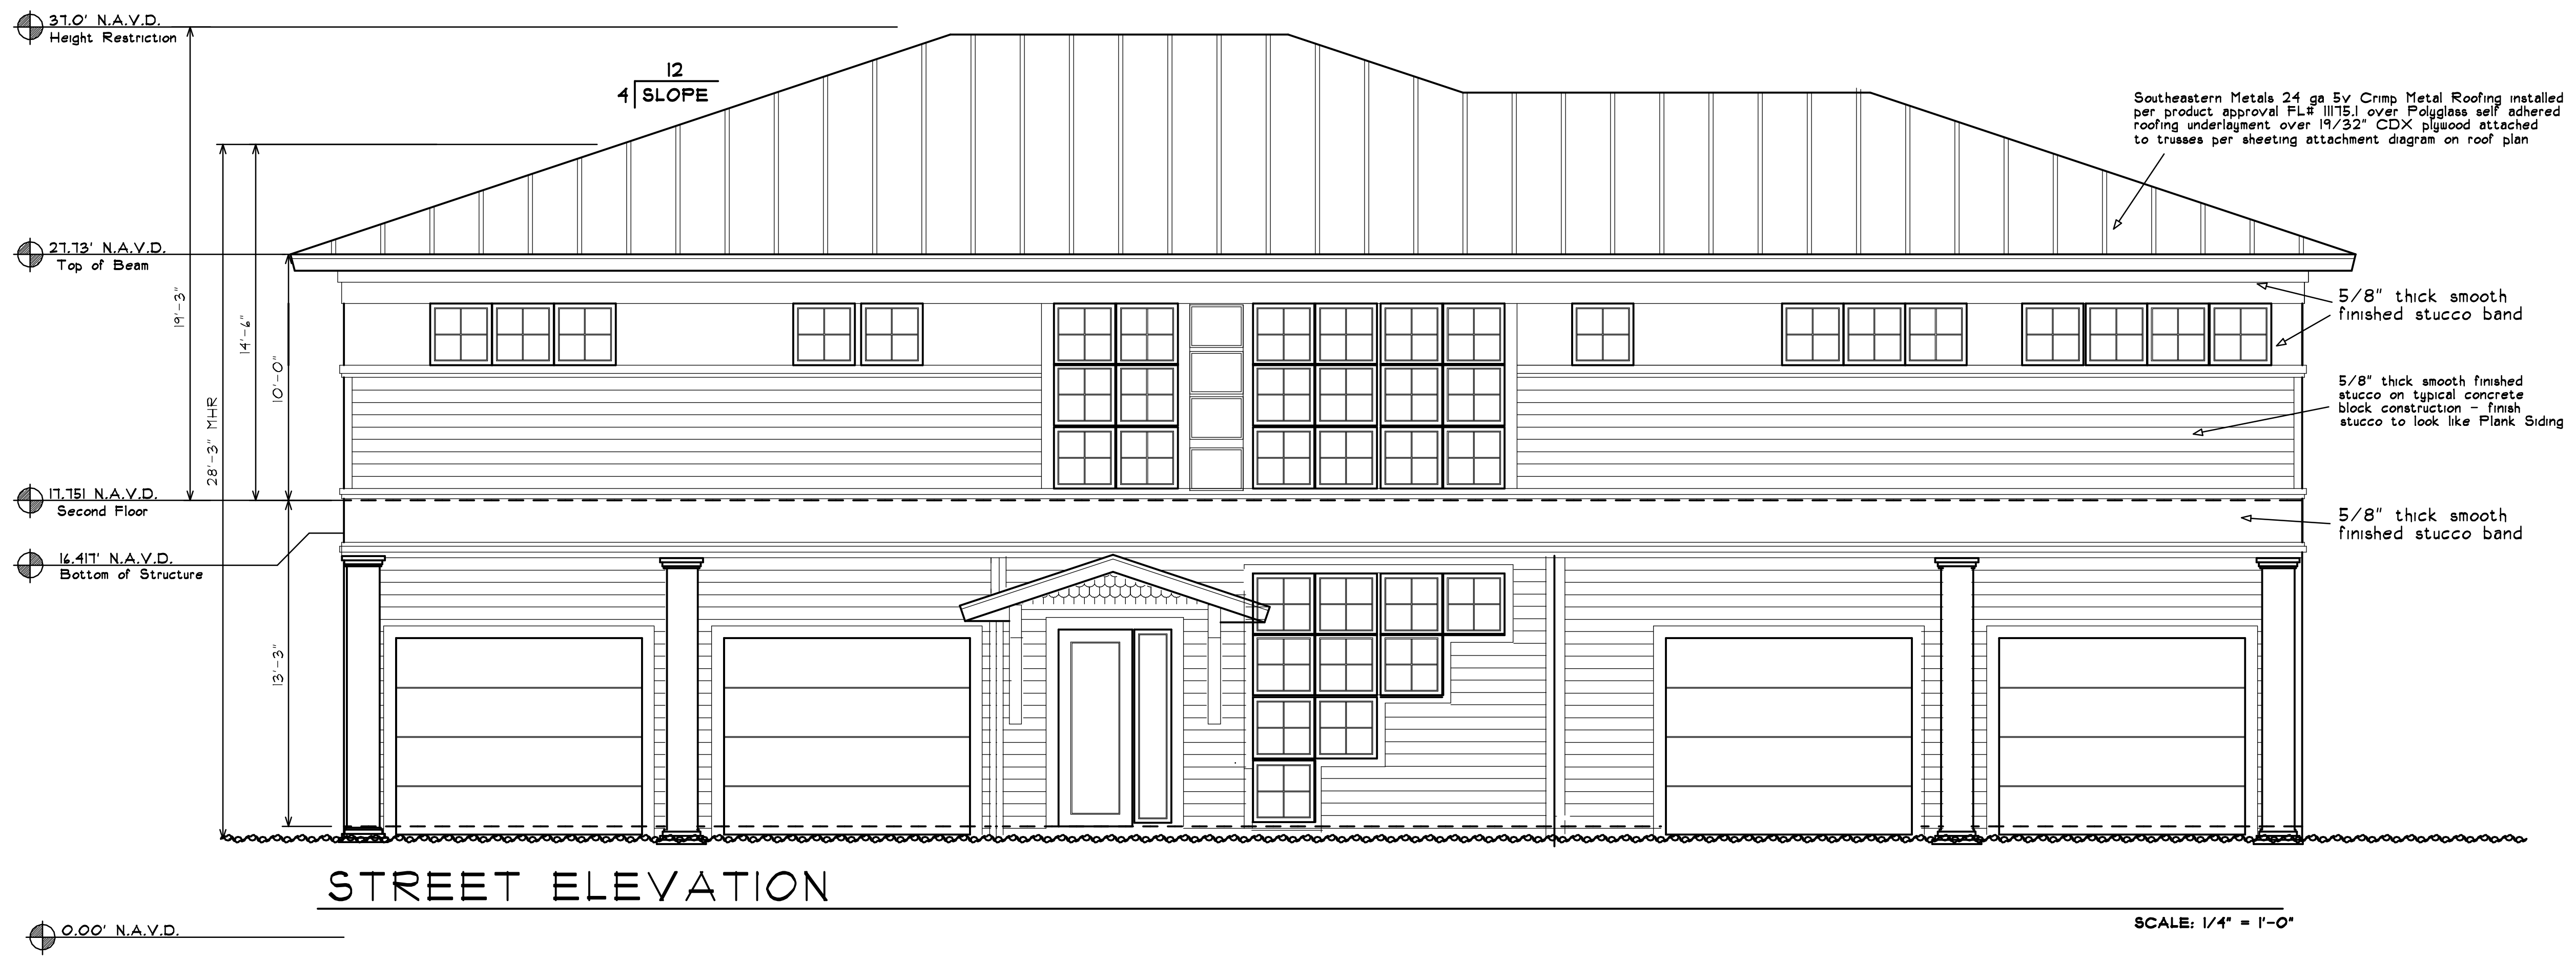 37.0' N.A.V.D.
Height Restriction
12
4 SLOPE
Southeastern Metals 24 ga 5v Crimp Metal Roofing installed
per product approval FL# 11175.1 over Polyglass self adhered
roofing underlayment over 19/32" CDX plywood attached
to trusses per sheeting attachment diagram on roof plan
27.73' N.A.V.D.
Top of Beam
19'-3"
14'-6"
10'-0"
28'-3" MHR
5/8" thick smooth
finished stucco band
5/8" thick smooth finished
stucco on typical concrete
block construction - finish
stucco to look like Plank Siding
17.751 N.A.V.D.
Second Floor
5/8" thick smooth
finished stucco band
16.417' N.A.V.D.
Bottom of Structure
13'-3"
STREET ELEVATION
SCALE: 1/4" = 1'-0"
0.00' N.A.V.D.